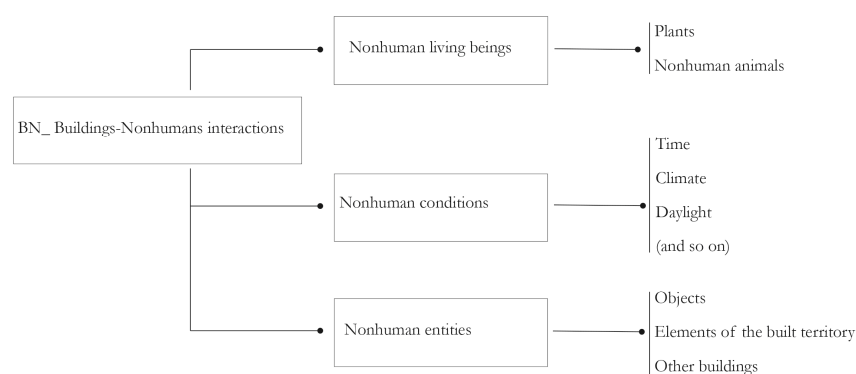 Nonhuman living beings
Plants
Nonhuman animals
BN_ Buildings-Nonhumans interactions
Nonhuman conditions
Time
Climate
Daylight
(and so on)
Nonhuman entities
Objects
Elements of the built territory
Other buildings